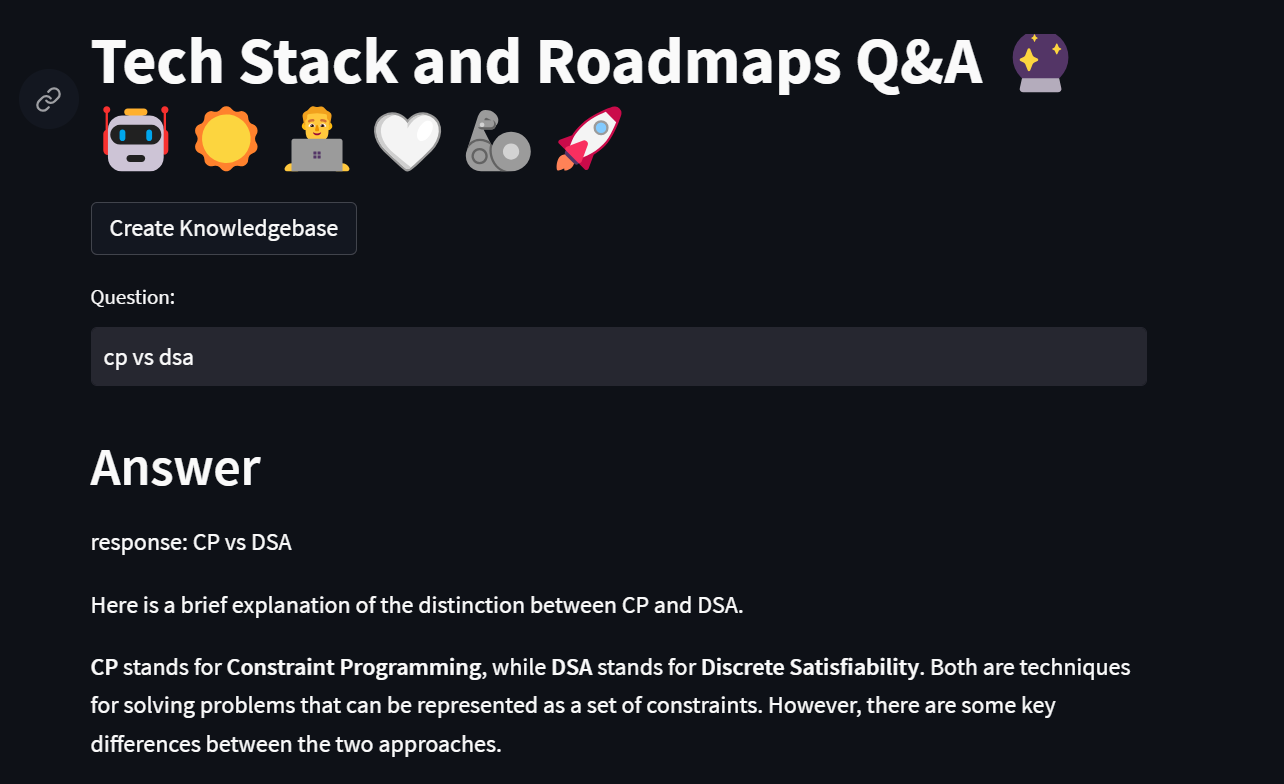 Tech Stack and Roadmaps Q&A
Create Knowledgebase
Question:
cp vs dsa
Answer
response: CP vs DSA
Here is a brief explanation of the distinction between CP and DSA.
CP stands for Constraint Programming, while DSA stands for Discrete Satisfiability. Both are techniques
for solving problems that can be represented as a set of constraints. However, there are some key
differences between the two approaches.